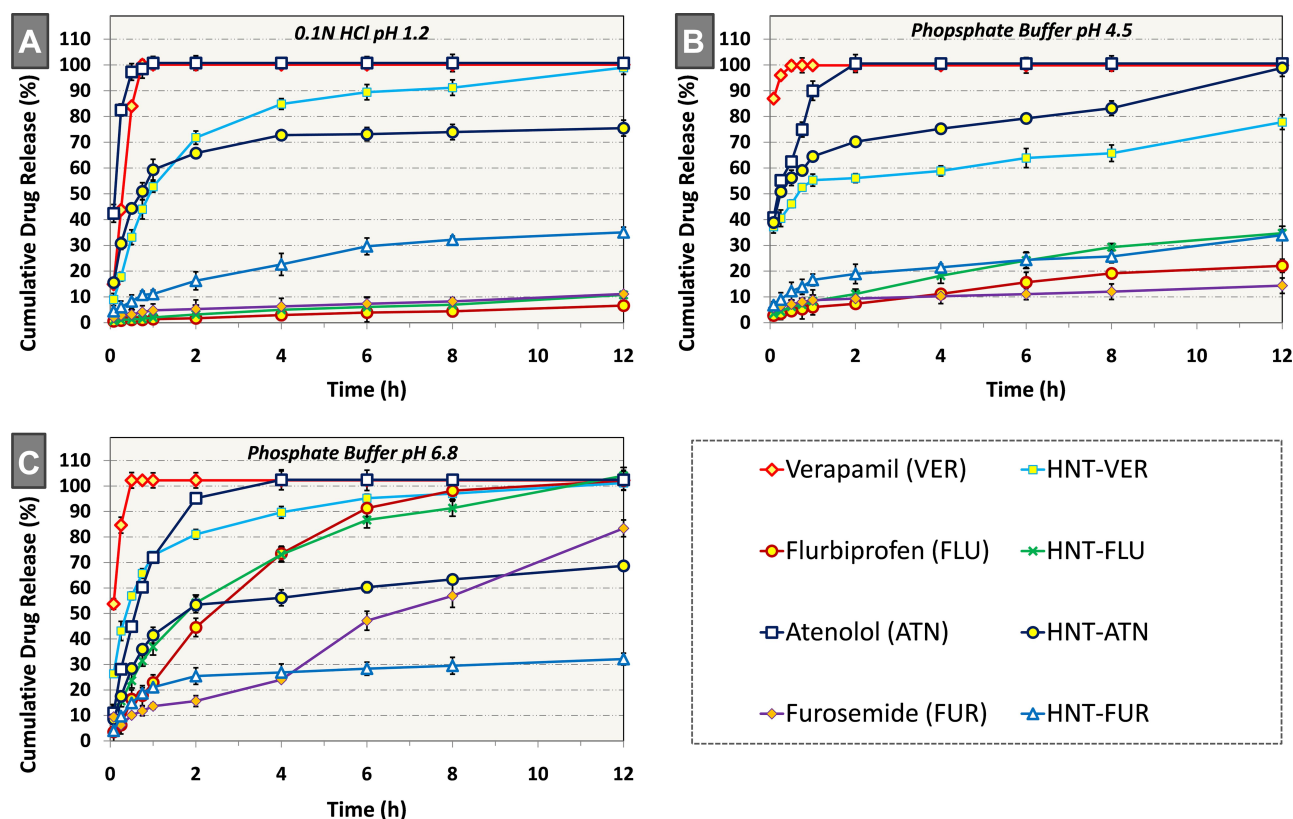 A
0.1N HCl pH 1.2
Cumulative Drug Release (%)
110
100
90
80
70
60
50
40
30
20
10
0
0 2 4 6 8 10 12
Time (h)
B
Phopsphate Buffer pH 4.5
Cumulative Drug Release (%)
110
100
90
80
70
60
50
40
30
20
10
0
0 2 4 6 8 10 12
Time (h)
C
Phosphate Buffer pH 6.8
Cumulative Drug Release (%)
110
100
90
80
70
60
50
40
30
20
10
0
0 2 4 6 8 10 12
Time (h)
Verapamil (VER) HNT-VER
Flurbiprofen (FLU) HNT-FLU
Atenolol (ATN) HNT-ATN
Furosemide (FUR) HNT-FUR